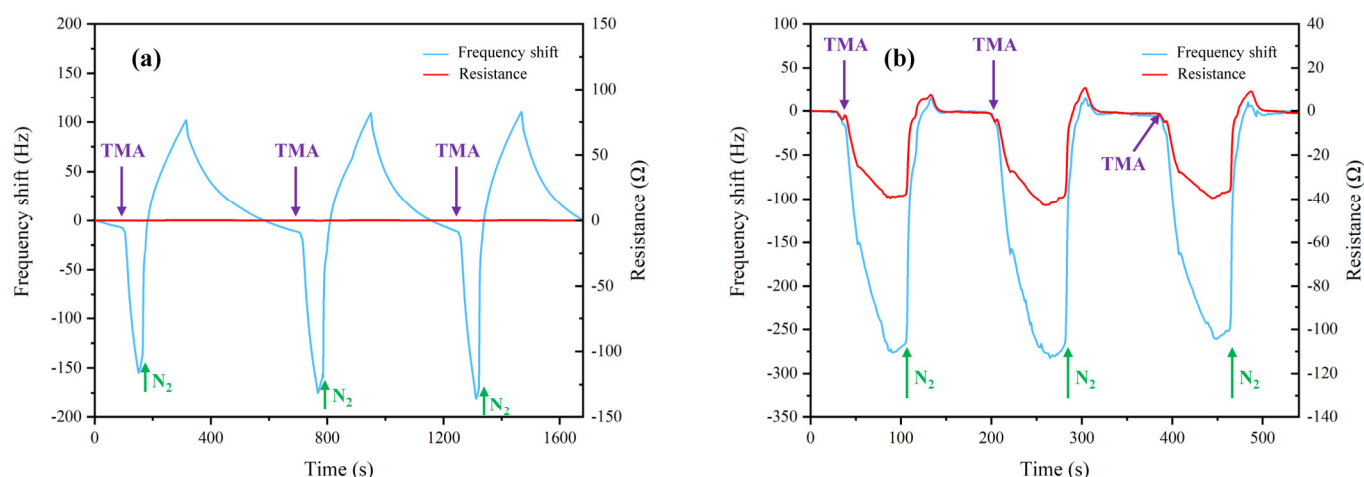 (a)
Frequency shift
Resistance
TMA
TMA
TMA
N2
N2
N2
200
150
100
50
0
-50
-100
-150
-200
Frequency shift (Hz)
150
100
50
0
-50
-100
-150
Resistance (Ω)
0
400
800
1200
1600
Time (s)
(b)
Frequency shift
Resistance
TMA
TMA
TMA
N2
N2
N2
100
50
0
-50
-100
-150
-200
-250
-300
-350
Frequency shift (Hz)
40
20
0
-20
-40
-60
-80
-100
-120
-140
Resistance (Ω)
0
100
200
300
400
500
Time (s)